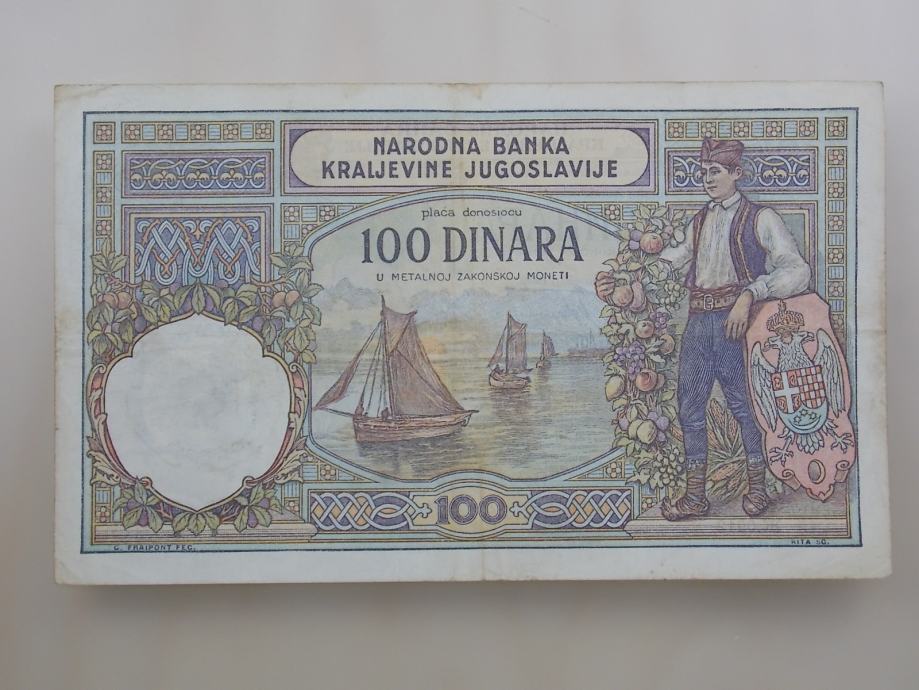 NARODNA BANKA
KRALJEVINE JUGOSLAVIJE
plaća donosiocu
100 DINARA
U METALNOJ ZAKONSKOJ MONETI
100
G. FRAIPONT FEC.
RITA SC.